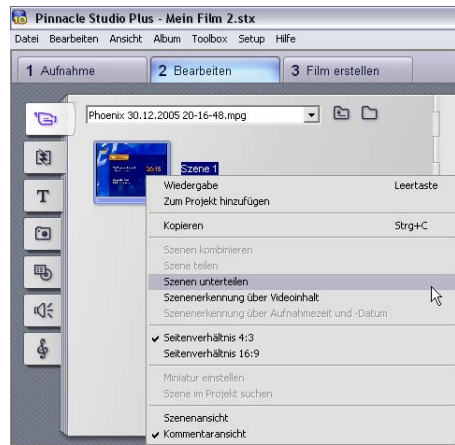 Pinnacle Studio Plus - Mein Film 2.stx
Datei Bearbeiten Ansicht Album Toolbox Setup Hilfe
1 Aufnahme 2 Bearbeiten 3 Film erstellen
Phoenix 30.12.2005 20-16-48.mpg
20.15
Szene 1
Wiedergabe Leertaste
Zum Projekt hinzufügen
Kopieren Strg+C
Szenen kombinieren
Szene teilen
Szenen unterteilen
Szenenerkennung über Videoinhalt
Szenenerkennung über Aufnahmezeit und -Datum
Seitenverhältnis 4:3
Seitenverhältnis 16:9
Miniatur einstellen
Szene im Projekt suchen
Szenenansicht
Kommentaransicht